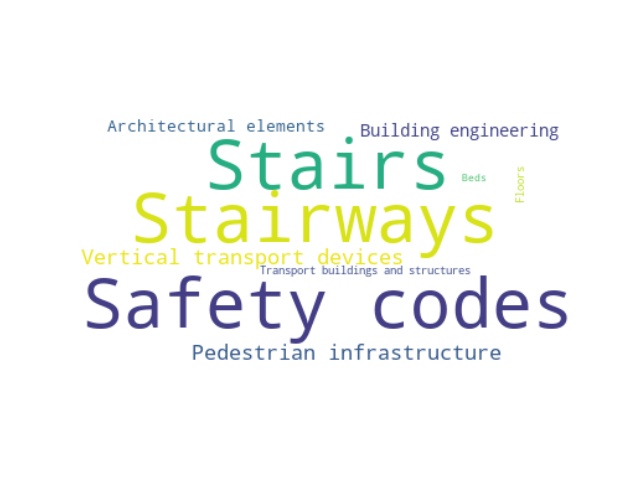 Architectural elements
Building engineering
Stairs
Beds
Floors
Stairways
Vertical transport devices
Transport buildings and structures
Safety codes
Pedestrian infrastructure